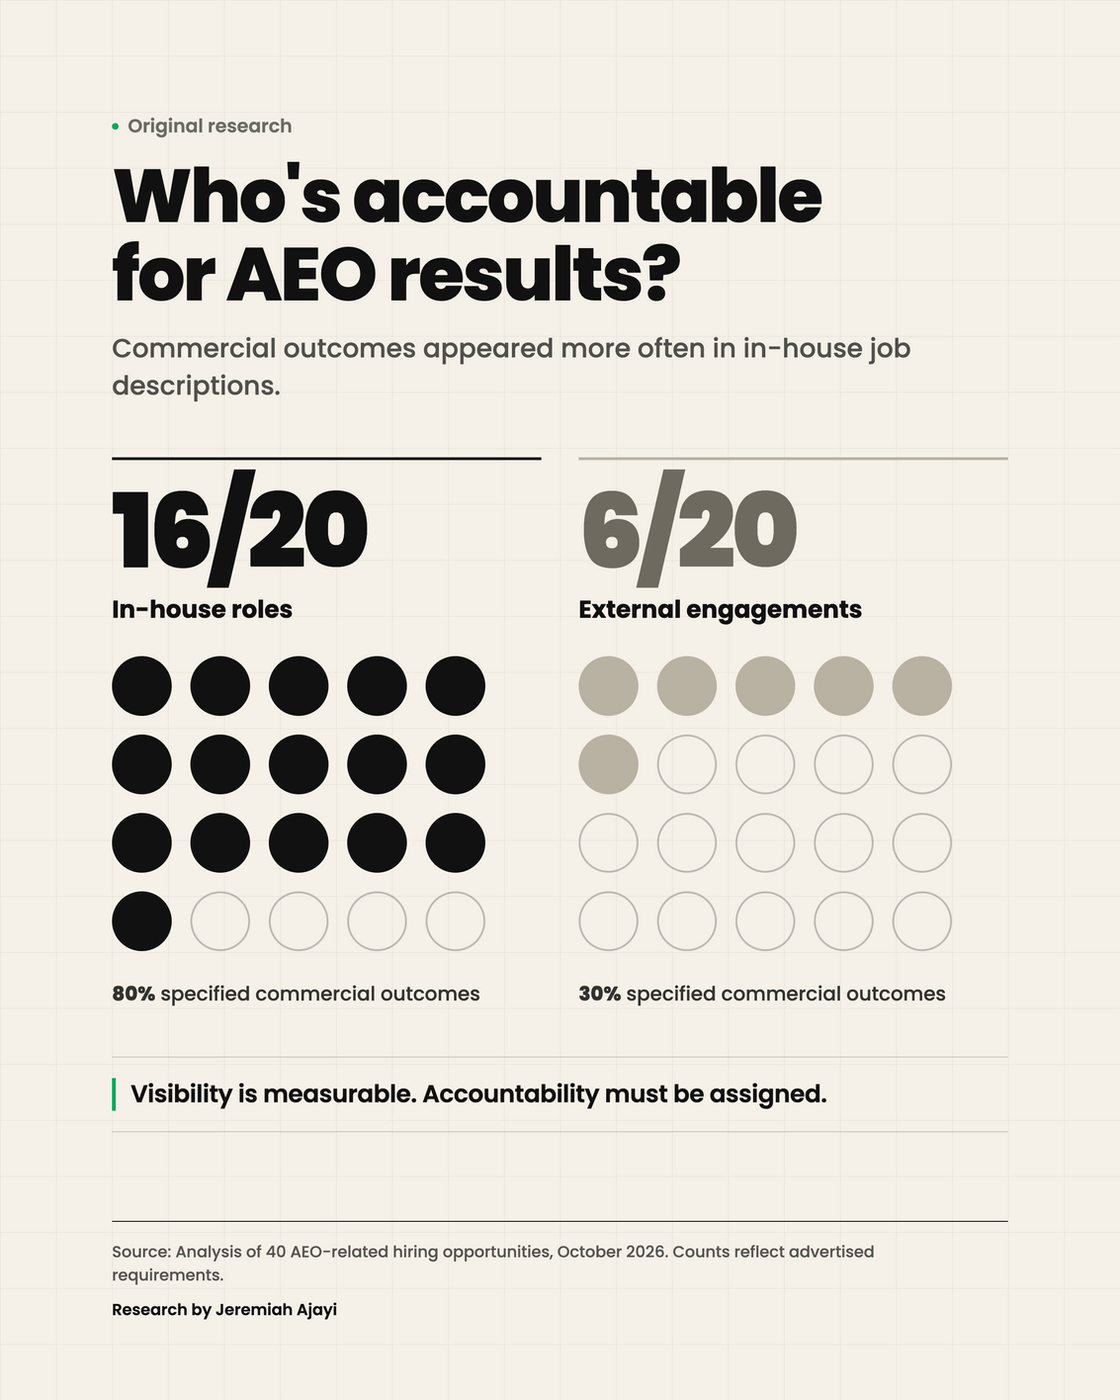 Original research
Who's accountable
for AEO results?
Commercial outcomes appeared more often in in-house job
descriptions.
16/20
In-house roles
80% specified commercial outcomes
6/20
External engagements
30% specified commercial outcomes
Visibility is measurable. Accountability must be assigned.
Source: Analysis of 40 AEO-related hiring opportunities, October 2026. Counts reflect advertised
requirements.
Research by Jeremiah Ajayi